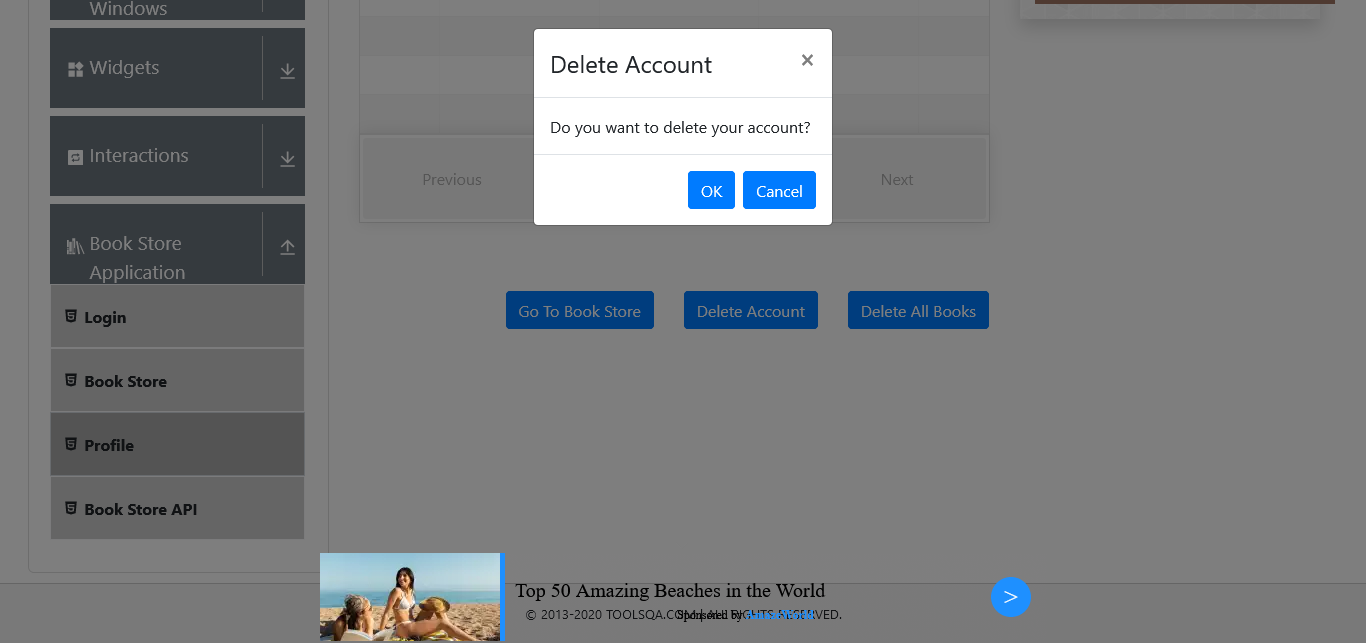 Windows
Widgets
Interactions
Book Store
Application
Login
Book Store
Profile
Book Store API
Delete Account
×
Do you want to delete your account?
OK Cancel
Previous Next
Go To Book Store Delete Account Delete All Books
Top 50 Amazing Beaches in the World
© 2013-2020 TOOLSQA.COM | ALL RIGHTS RESERVED.
Sponsored by
>